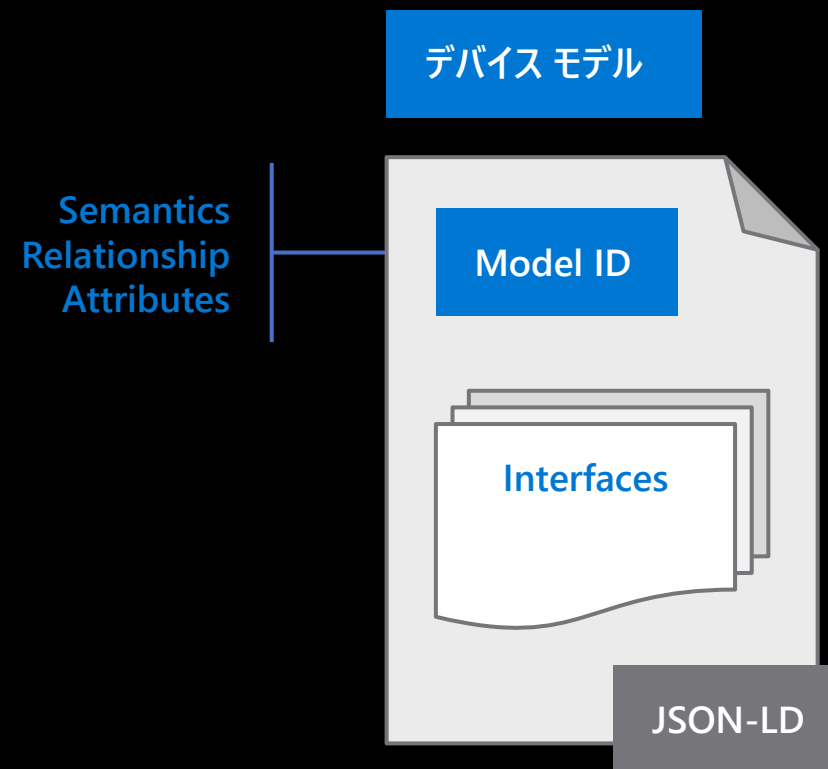 デバイス モデル
Semantics
Relationship
Attributes
Model ID
Interfaces
JSON-LD